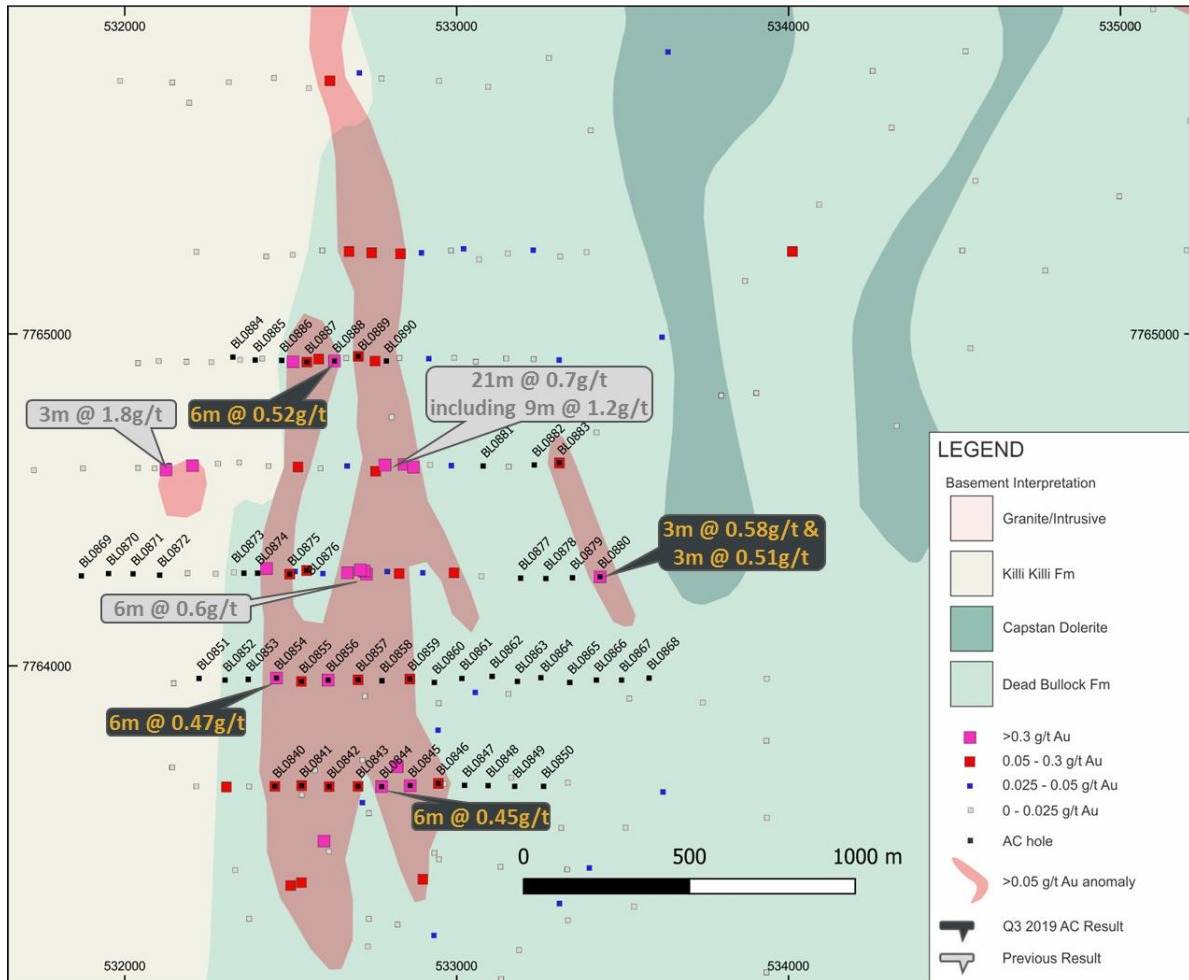 532000 533000 534000 535000
BL0884 BL0885 BL0886 BL0887 BL0888 BL0889 BL0890
7765000 7765000
21m @ 0.7g/t
including 9m @ 1.2g/t
3m @ 1.8g/t
6m @ 0.52g/t
BL0881 BL0882 BL0883
BL0869 BL0870 BL0871 BL0872 BL0873 BL0874 BL0875 BL0876 BL0877 BL0878 BL0879 BL0880
3m @ 0.58g/t &
3m @ 0.51g/t
6m @ 0.6g/t
7764000
BL0851 BL0852 BL0853 BL0854 BL0855 BL0856 BL0857 BL0858 BL0859 BL0860 BL0861 BL0862 BL0863 BL0864 BL0865 BL0866 BL0867 BL0868
6m @ 0.47g/t
BL0840 BL0841 BL0842 BL0843 BL0844 BL0845 BL0846 BL0847 BL0848 BL0849 BL0850
6m @ 0.45g/t
0 500 1000 m
532000 533000 534000
LEGEND
Basement Interpretation
Granite/Intrusive
Killi Killi Fm
Capstan Dolerite
Dead Bullock Fm
>0.3 g/t Au
0.05 - 0.3 g/t Au
0.025 - 0.05 g/t Au
0 - 0.025 g/t Au
AC hole
>0.05 g/t Au anomaly
Q3 2019 AC Result
Previous Result